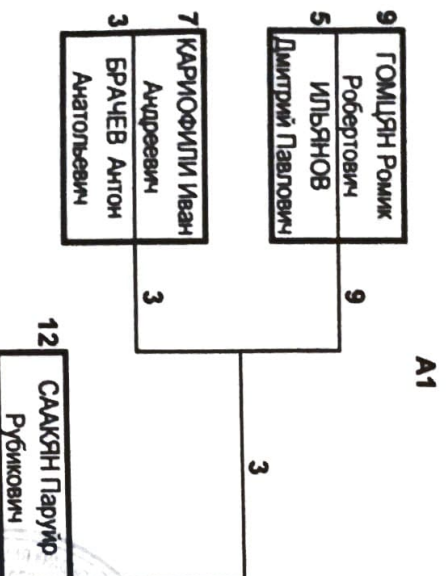 A1
9
ГОМЦЯН Ромик
Робертович
5
ИЛЬЯНОВ
Дмитрий Павлович
9
7
КАРИОФИЛИ Иван
Андреевич
3
БРАЧЕВ Антон
Анатольевич
3
3
12
СААКЯН Паруйр
Рубикович